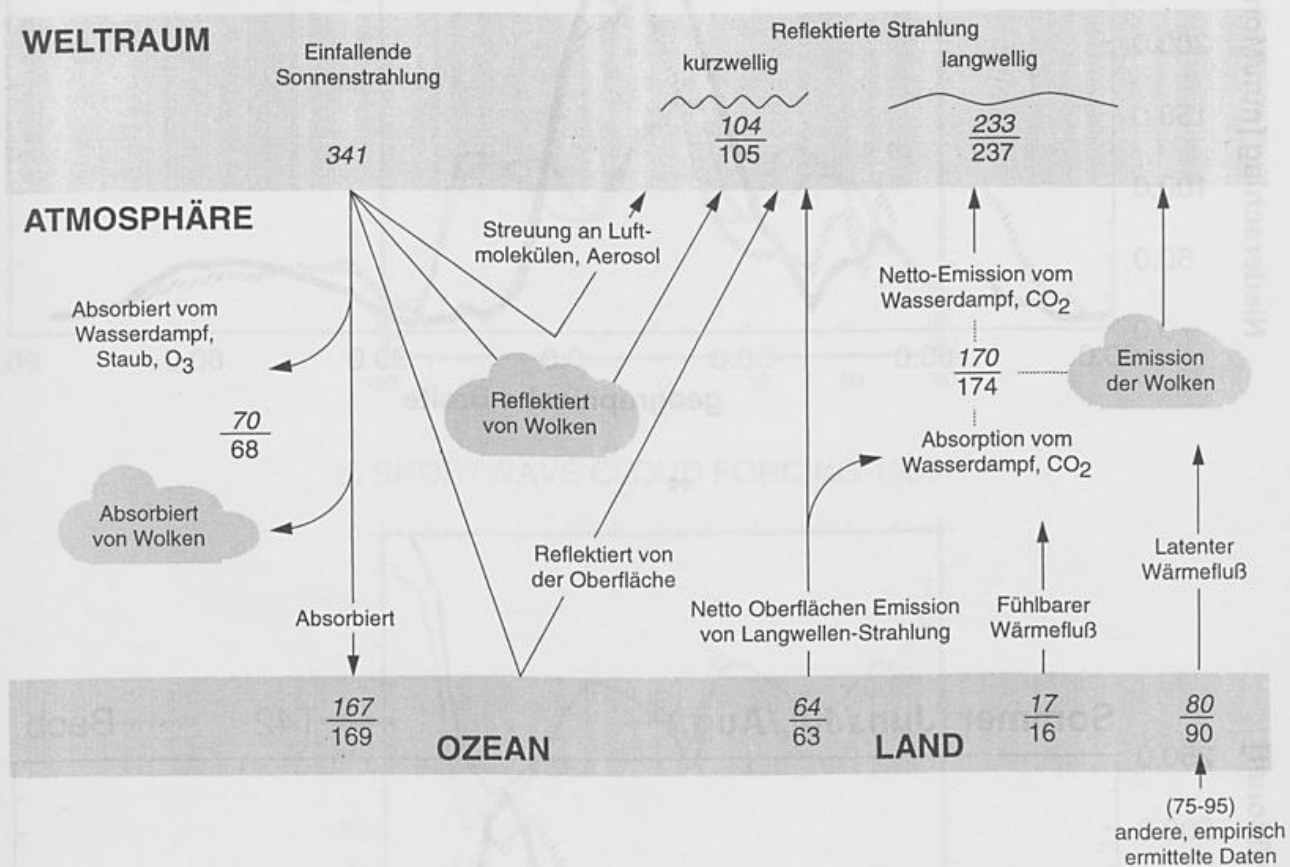 WELTRAUM
Einfallende
Sonnenstrahlung
Reflektierte Strahlung
kurzwellig
langwellig
341
104
105
233
237
ATMOSPHÄRE
Streuung an Luft-
molekülen, Aerosol
Netto-Emission vom
Wasserdampf, CO2
Absorbiert vom
Wasserdampf,
Staub, O3
170
174
Emission
der Wolken
Reflektiert
von Wolken
70
68
Absorption vom
Wasserdampf, CO2
Absorbiert
von Wolken
Reflektiert von
der Oberfläche
Latenter
Wärmefluß
Absorbiert
Netto Oberflächen Emission
von Langwellen-Strahlung
Fühlbarer
Wärmefluß
167
169
OZEAN
64
63
LAND
17
16
80
90
(75-95)
andere, empirisch
ermittelte Daten